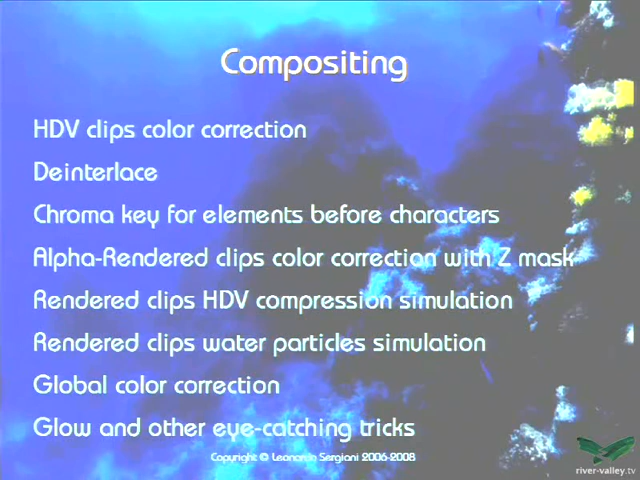 Compositing
HDV clips color correction
Deinterlace
Chroma key for elements before characters
Alpha-Rendered clips color correction with Z mask
Rendered clips HDV compression simulation
Rendered clips water particles simulation
Global color correction
Glow and other eye-catching tricks
Copyright © Leonardo Sergiani 2006-2008
river-valley.tv